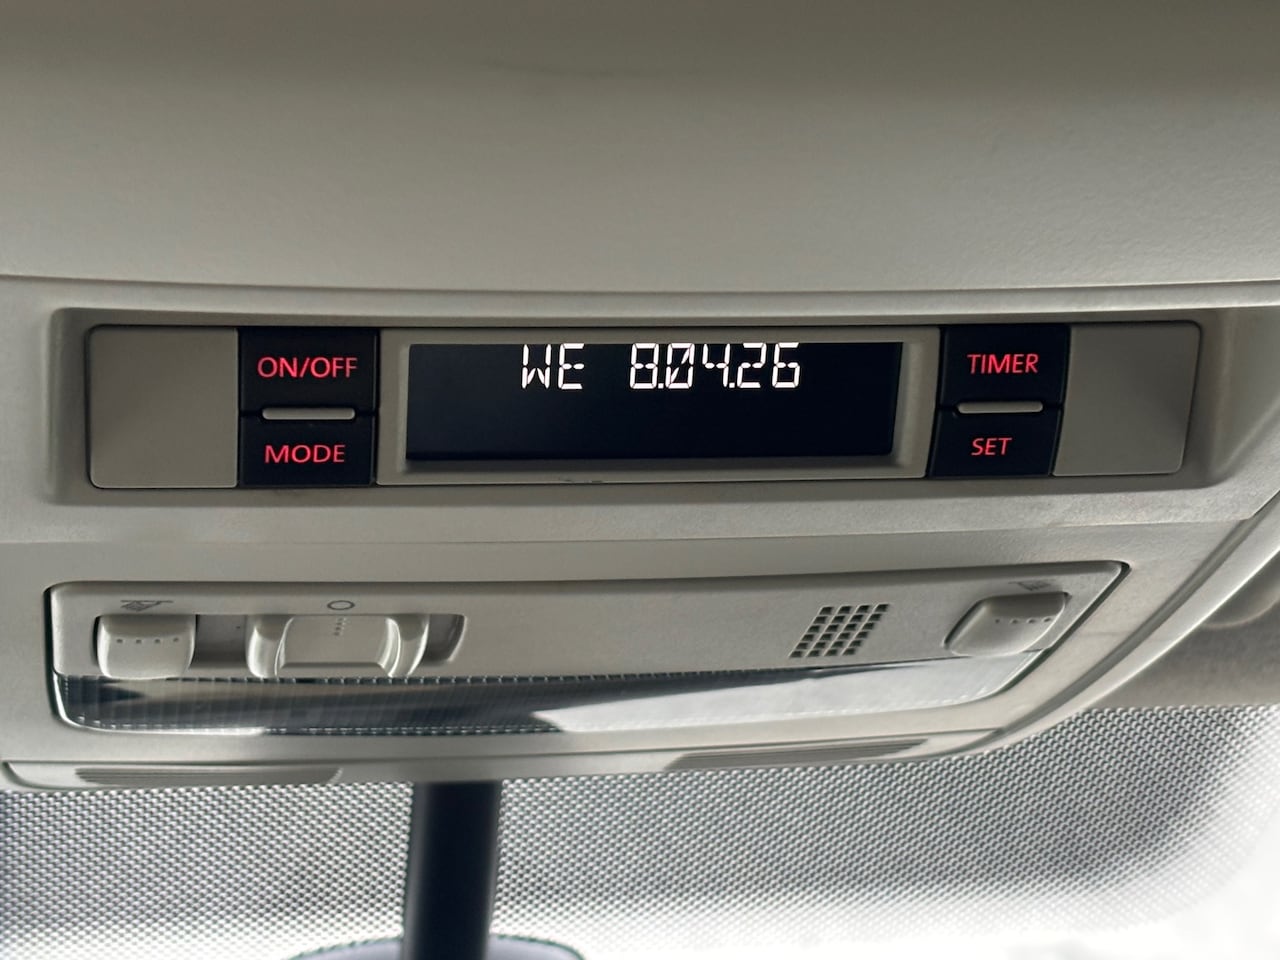 ON/OFF
MODE
WE 8.04.26
TIMER
SET